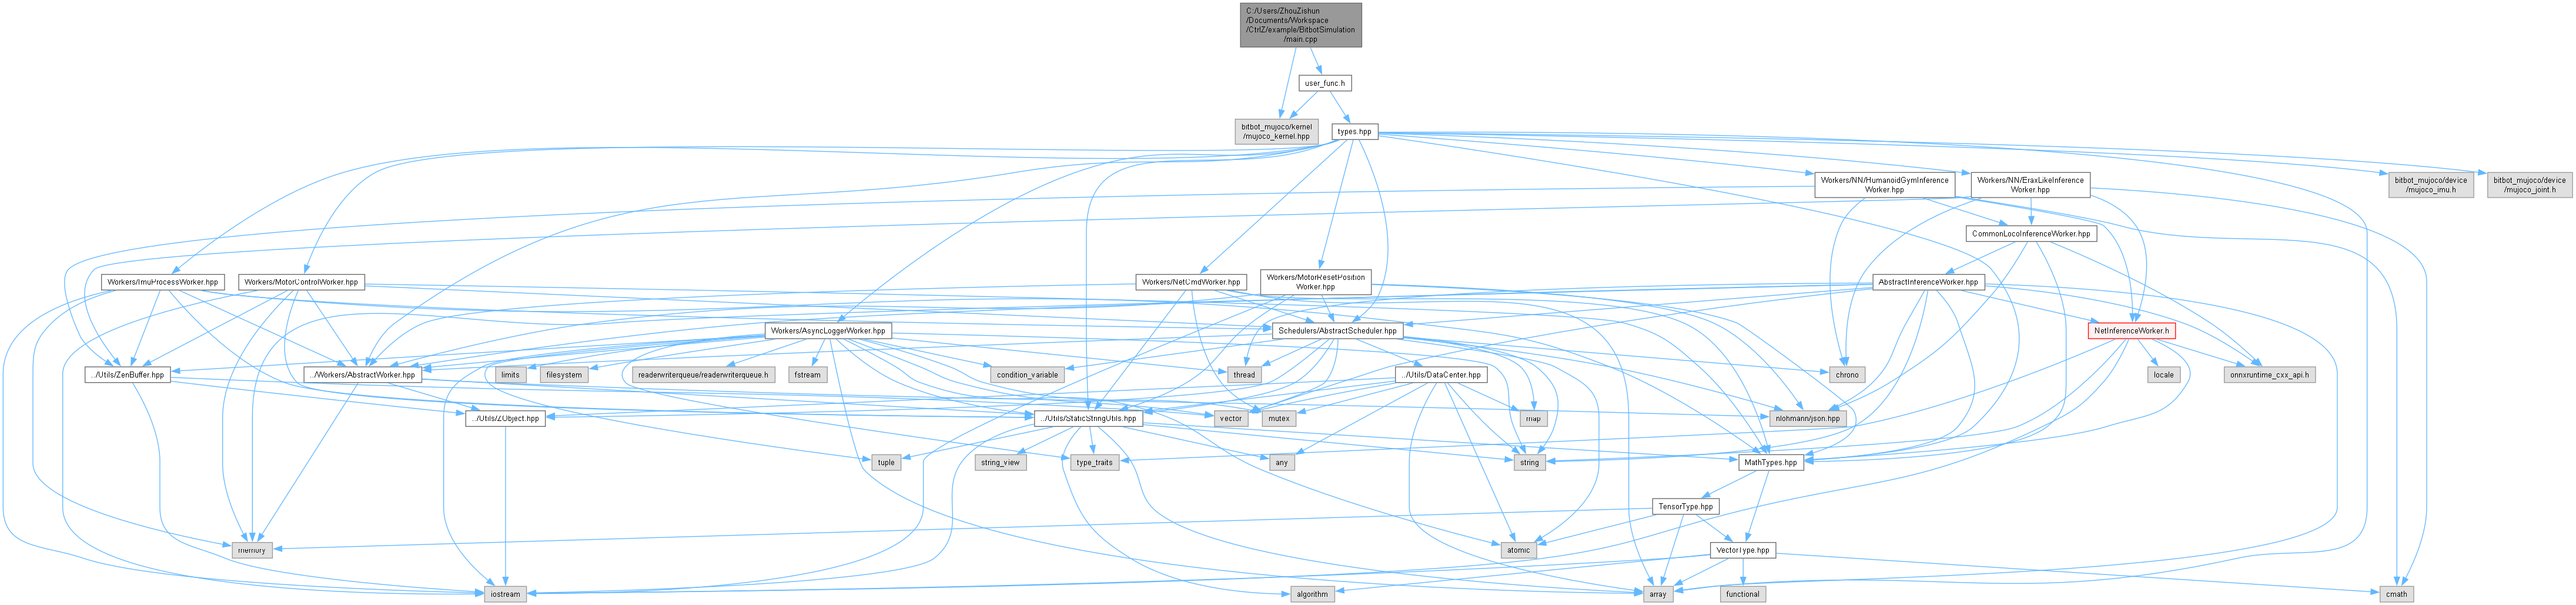 C:/Users/ZhouZishun
/Documents/Workspace
/CtrlZ/example/BitbotSimulation
/main.cpp
user_func.h
bitbot_mujoco/kernel
/mujoco_kernel.hpp
types.hpp
Workers/NN/HumanoidGymInference
Worker.hpp
Workers/NN/EraxLikeInference
Worker.hpp
bitbot_mujoco/device
/mujoco_imu.h
bitbot_mujoco/device
/mujoco_joint.h
CommonLocoInferenceWorker.hpp
Workers/ImuProcessWorker.hpp
Workers/MotorControlWorker.hpp
Workers/NetCmdWorker.hpp
Workers/MotorResetPosition
Worker.hpp
AbstractInferenceWorker.hpp
Workers/AsyncLoggerWorker.hpp
Schedulers/AbstractScheduler.hpp
NetInferenceWorker.h
../Utils/ZenBuffer.hpp
../Workers/AbstractWorker.hpp
limits
filesystem
readerwriterqueue/readerwriterqueue.h
fstream
condition_variable
thread
../Utils/DataCenter.hpp
chrono
locale
onnxruntime_cxx_api.h
../Utils/ZObject.hpp
../Utils/StaticStringUtils.hpp
vector
mutex
map
nlohmann/json.hpp
tuple
string_view
type_traits
any
string
MathTypes.hpp
TensorType.hpp
memory
atomic
VectorType.hpp
iostream
algorithm
array
functional
cmath